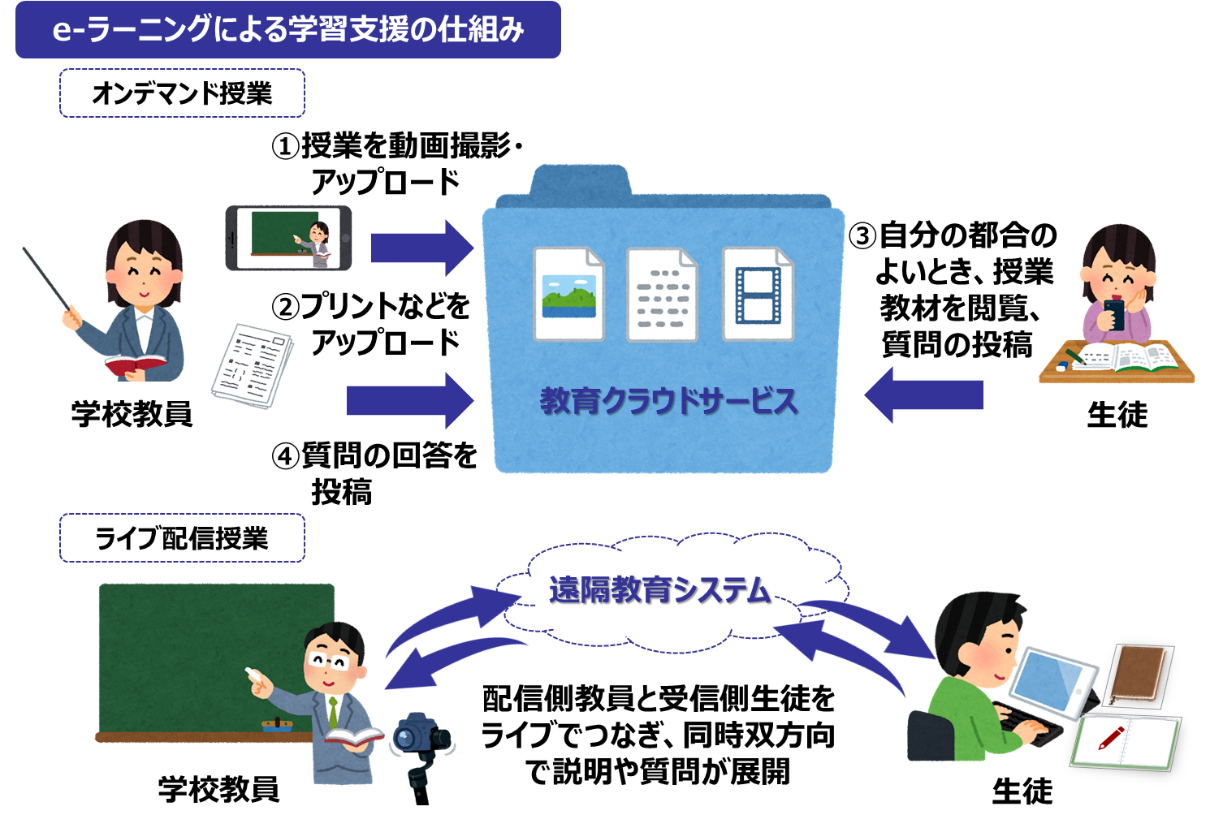 e-ラーニングによる学習支援の仕組み
オンデマンド授業
①授業を動画撮影・
アップロード
②プリントなどを
アップロード
学校教員
④質問の回答を
投稿
教育クラウドサービス
③自分の都合の
よいとき、授業
教材を閲覧、
質問の投稿
生徒
ライブ配信授業
遠隔教育システム
配信側教員と受信側生徒を
ライブでつなぎ、同時双方向
で説明や質問が展開
学校教員
生徒